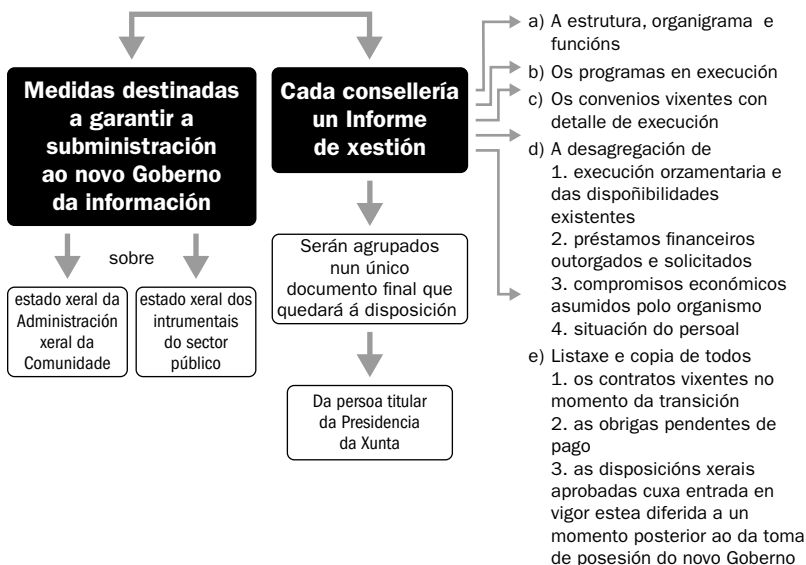 Medidas destinadas
a garantir a
subministración
ao novo Goberno
da información
sobre
estado xeral da
Administración
xeral da
Comunidade
estado xeral dos
intrumentais
do sector
público
Cada consellería
un Informe
de xestión
Serán agrupados
nun único
documento final que
quedará á disposición
Da persoa titular
da Presidencia
da Xunta
a) A estrutura, organigrama e
funcións
b) Os programas en execución
c) Os convenios vixentes con
detalle de execución
d) A desagregación de
1. execución orzamentaria e
das dispoñibilidades
existentes
2. préstamos financeiros
outorgados e solicitados
3. compromisos económicos
asumidos polo organismo
4. situación do persoal
e) Listaxe e copia de todos
1. os contratos vixentes no
momento da transición
2. as obrigas pendentes de
pago
3. as disposicións xerais
aprobadas cuxa entrada en
vigor estea diferida a un
momento posterior ao da toma
de posesión do novo Goberno